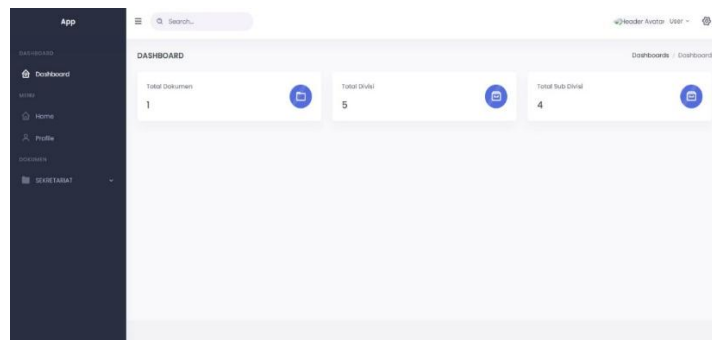 App
Search...
Header Avatar User
DASHBOARD
Dashboard
MENU
Home
Profile
DOKUMEN
SEKRETARIAT
DASHBOARD
Dashboards / Dashboard
Total Dokumen
1
Total Divisi
5
Total Sub Divisi
4